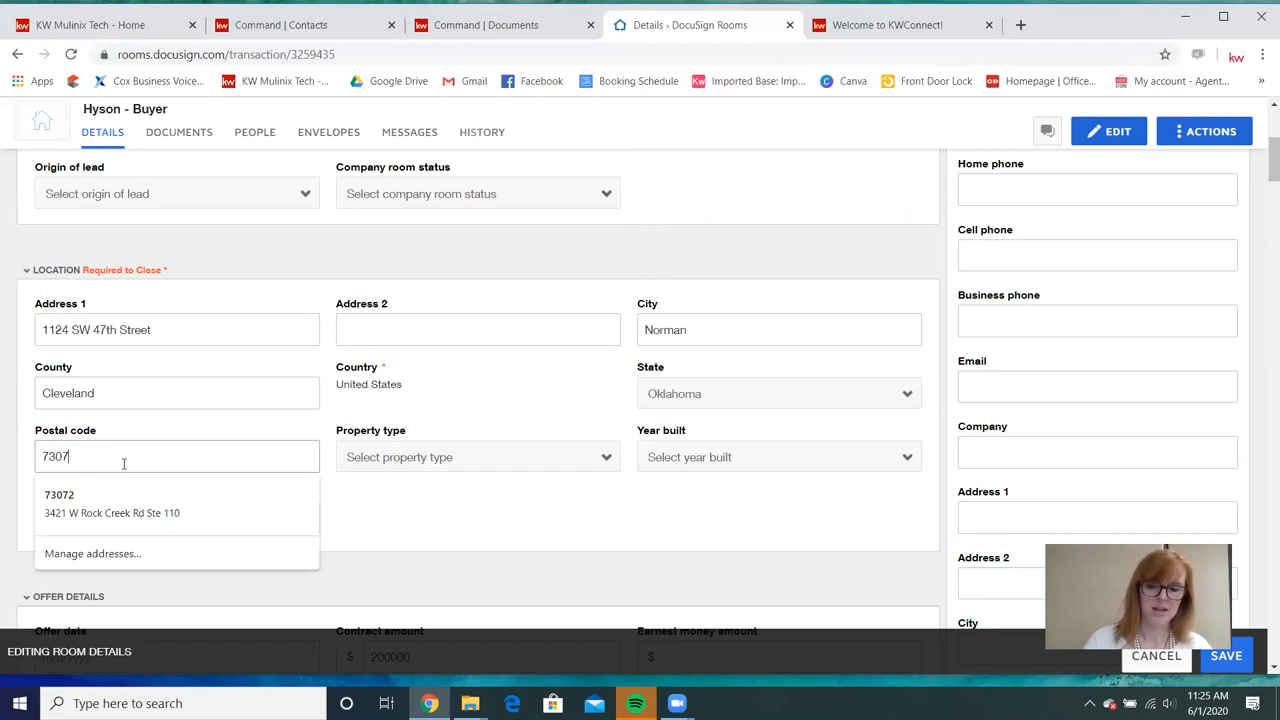 KW Mulinix Tech - Home
Command | Contacts
Command | Documents
Details › DocuSign Rooms
Welcome to KWConnect!
rooms.docusign.com/transaction/3259435
kw
Apps
Cox Business Voice...
KW Mulinix Tech -...
Google Drive
Gmail
Facebook
Booking Schedule
Imported Base: Imp...
Canva
Front Door Lock
Homepage | Office...
My account - Agent...
Hyson - Buyer
DETAILS DOCUMENTS PEOPLE ENVELOPES MESSAGES HISTORY
EDIT
ACTIONS
Origin of lead
Select origin of lead
Company room status
Select company room status
LOCATION Required to Close *
Address 1
1124 SW 47th Street
Address 2
City
Norman
County
Cleveland
Country *
United States
State
Oklahoma
Postal code
7307
73072
3421 W Rock Creek Rd Ste 110
Manage addresses...
Property type
Select property type
Year built
Select year built
OFFER DETAILS
Offer date
Contract amount
$ 200000
Earnest money amount
$
Home phone
Cell phone
Business phone
Email
Company
Address 1
Address 2
City
EDITING ROOM DETAILS
CANCEL
SAVE
Type here to search
11:25 AM
6/1/2020